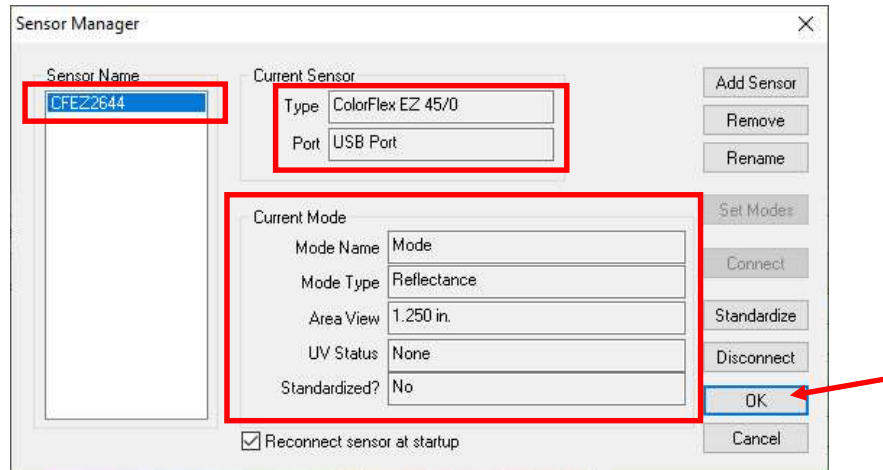 Sensor Manager
Sensor Name
CFEZ2644
Current Sensor
Type ColorFlex EZ 45/0
Port USB Port
Current Mode
Mode Name Mode
Mode Type Reflectance
Area View 1.250 in.
UV Status None
Standardized? No
Reconnect sensor at startup
Add Sensor
Remove
Rename
Set Modes
Connect
Standardize
Disconnect
OK
Cancel